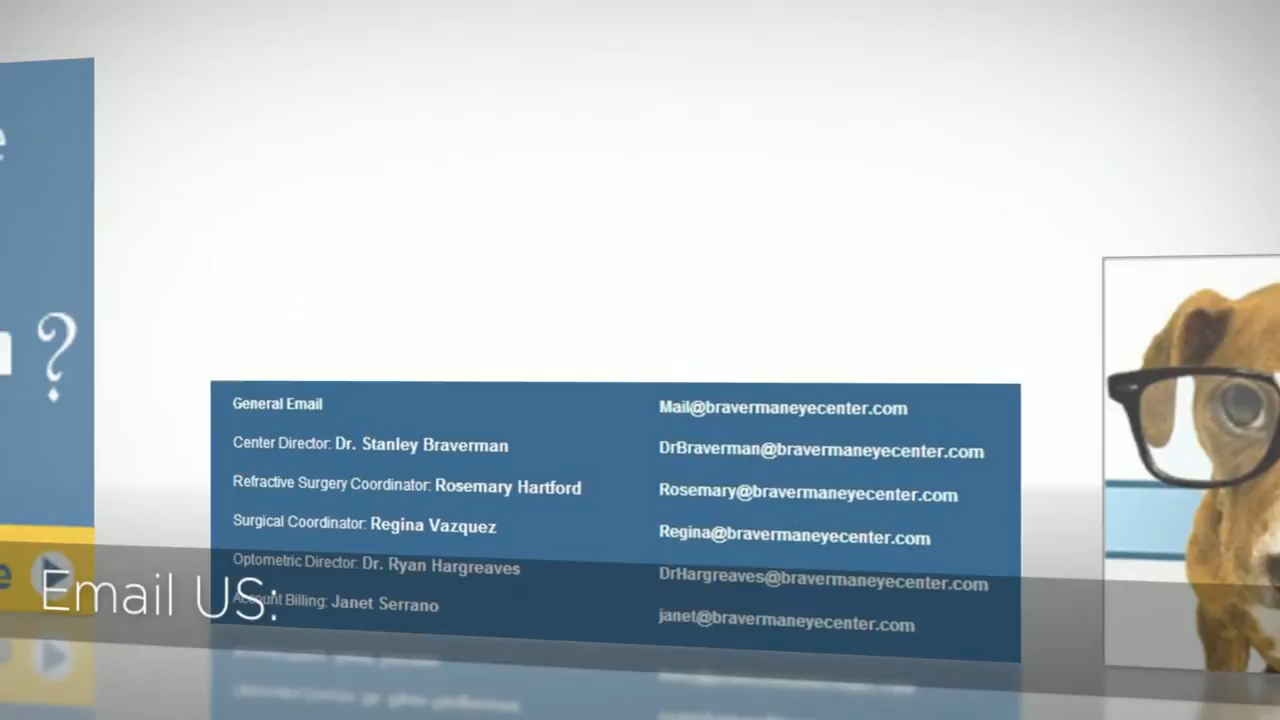 e
?
General Email Mail@bravermaneyecenter.com
Center Director: Dr. Stanley Braverman DrBraverman@bravermaneyecenter.com
Refractive Surgery Coordinator: Rosemary Hartford Rosemary@bravermaneyecenter.com
Surgical Coordinator: Regina Vazquez Regina@bravermaneyecenter.com
Optometric Director: Dr. Ryan Hargreaves DrHargreaves@bravermaneyecenter.com
Account Billing: Janet Serrano janet@bravermaneyecenter.com
e
Email US: